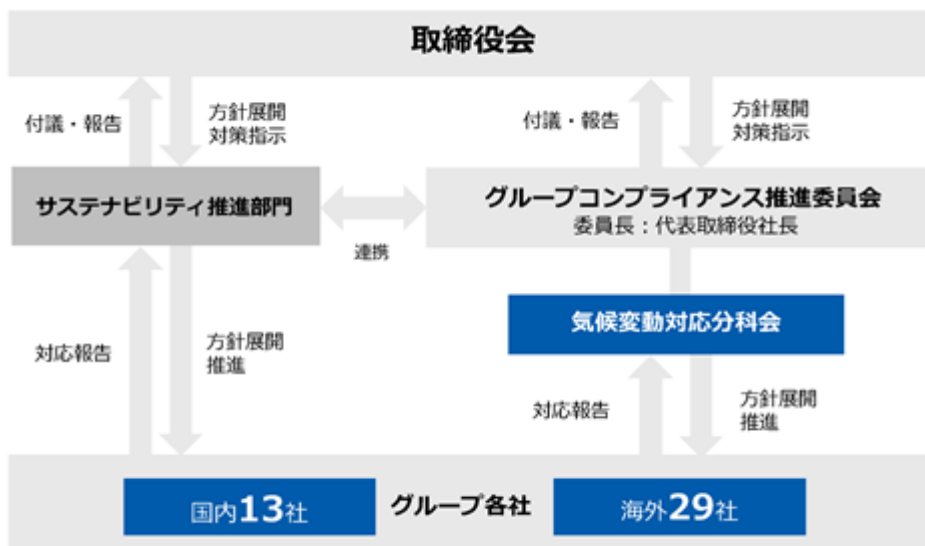 取締役会
付議・報告
方針展開
対策指示
付議・報告
方針展開
対策指示
サステナビリティ推進部門
連携
グループコンプライアンス推進委員会
委員長：代表取締役社長
気候変動対応分科会
対応報告
方針展開
推進
対応報告
方針展開
推進
国内13社
グループ各社
海外29社